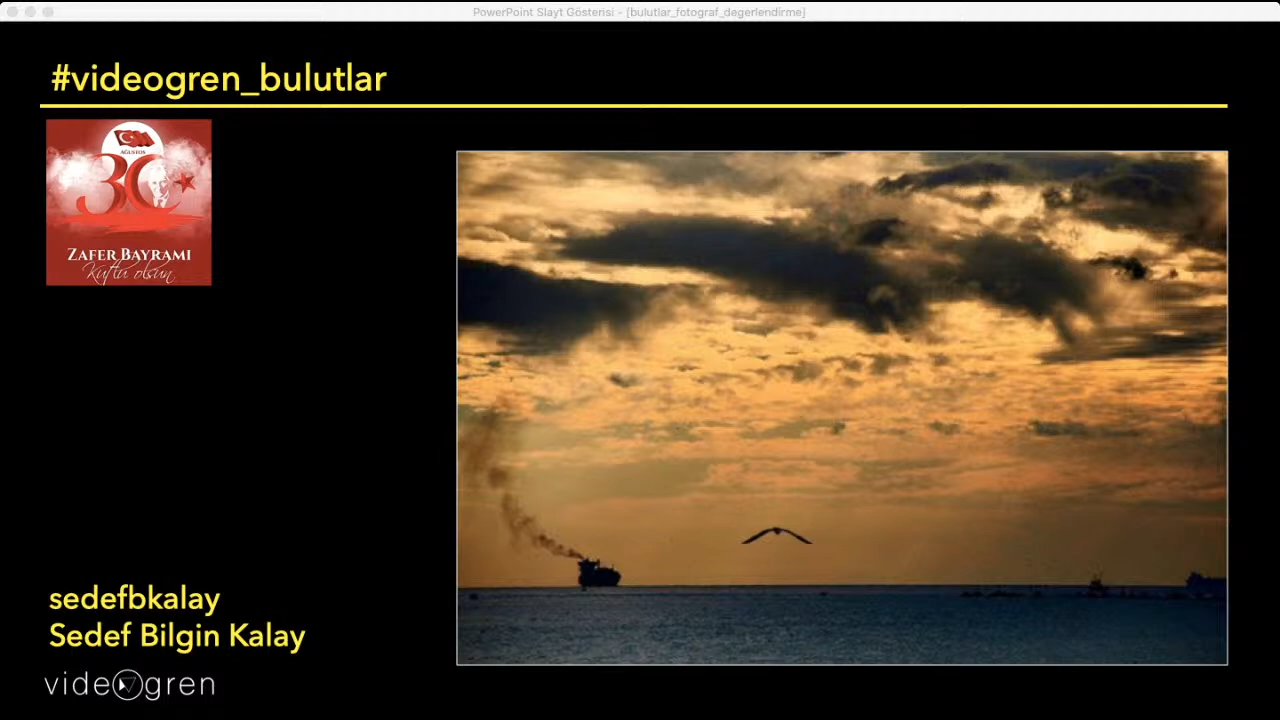 PowerPoint Slayt Gösterisi - [bulutlar_fotograf_degerlendirme]
#videogren_bulutlar
30
AĞUSTOS
ZAFER BAYRAMI
Kutlu olsun
sedefbkalay
Sedef Bilgin Kalay
videogren